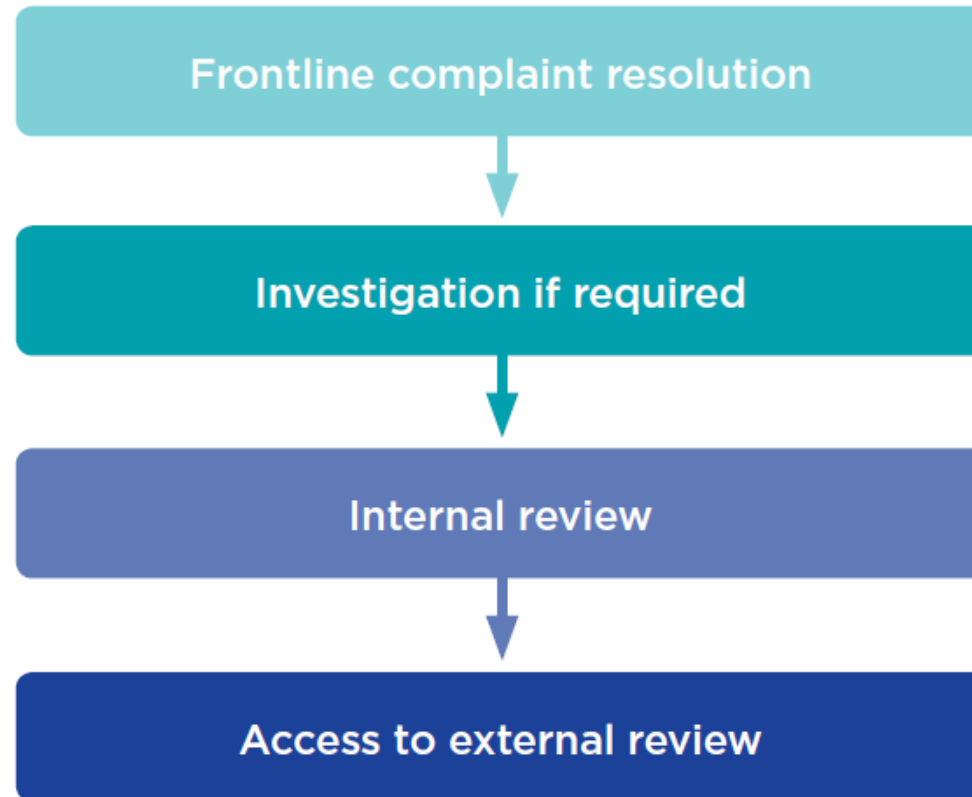 Frontline complaint resolution
Investigation if required
Internal review
Access to external review